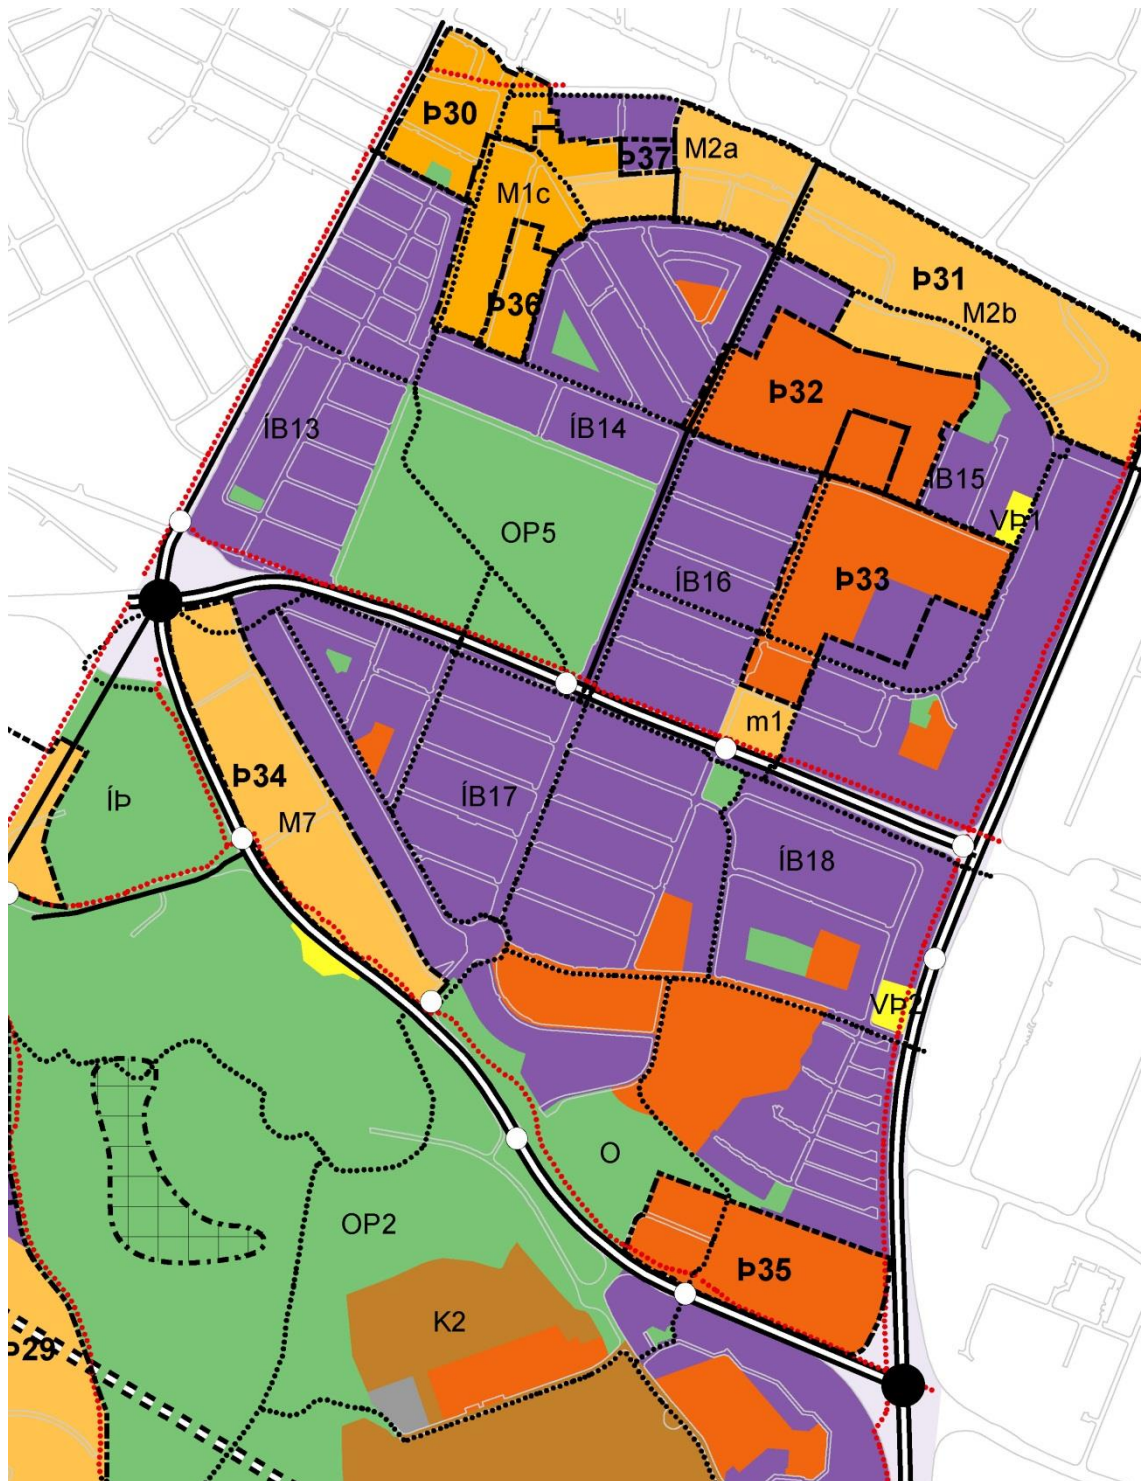 Þ30
Þ37
M2a
M1c
Þ31
M2b
Þ36
Þ32
ÍB13
ÍB14
ÍB15
VÞ1
OP5
ÍB16
Þ33
m1
Þ34
ÍÞ
M7
ÍB17
ÍB18
VÞ2
O
OP2
Þ35
K2
Þ29